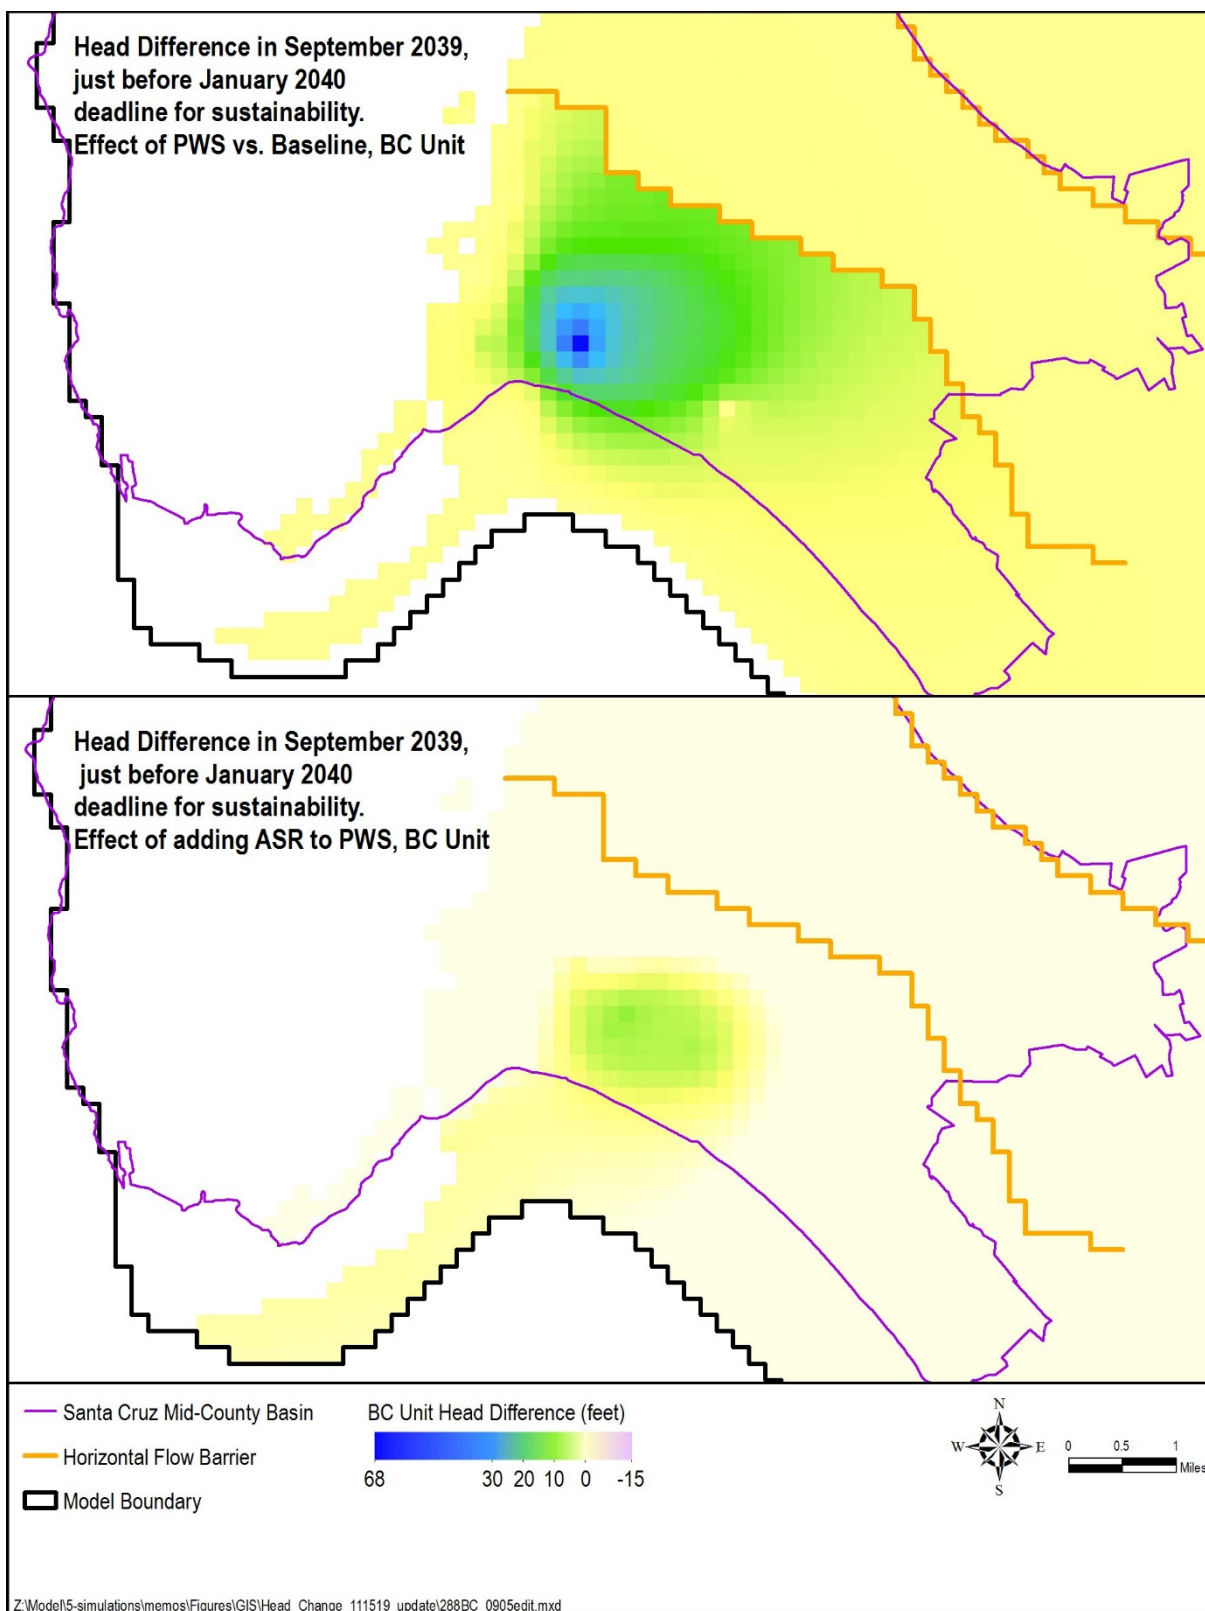 Head Difference in September 2039,
just before January 2040
deadline for sustainability.
Effect of PWS vs. Baseline, BC Unit
Head Difference in September 2039,
just before January 2040
deadline for sustainability.
Effect of adding ASR to PWS, BC Unit
Santa Cruz Mid-County Basin
Horizontal Flow Barrier
Model Boundary
BC Unit Head Difference (feet)
68 30 20 10 0 -15
N
W E
S
0 0.5 1
Miles
Z:\Model\5-simulations\memos\Figures\GIS\Head_Change_111519_update\288BC_0905edit.mxd